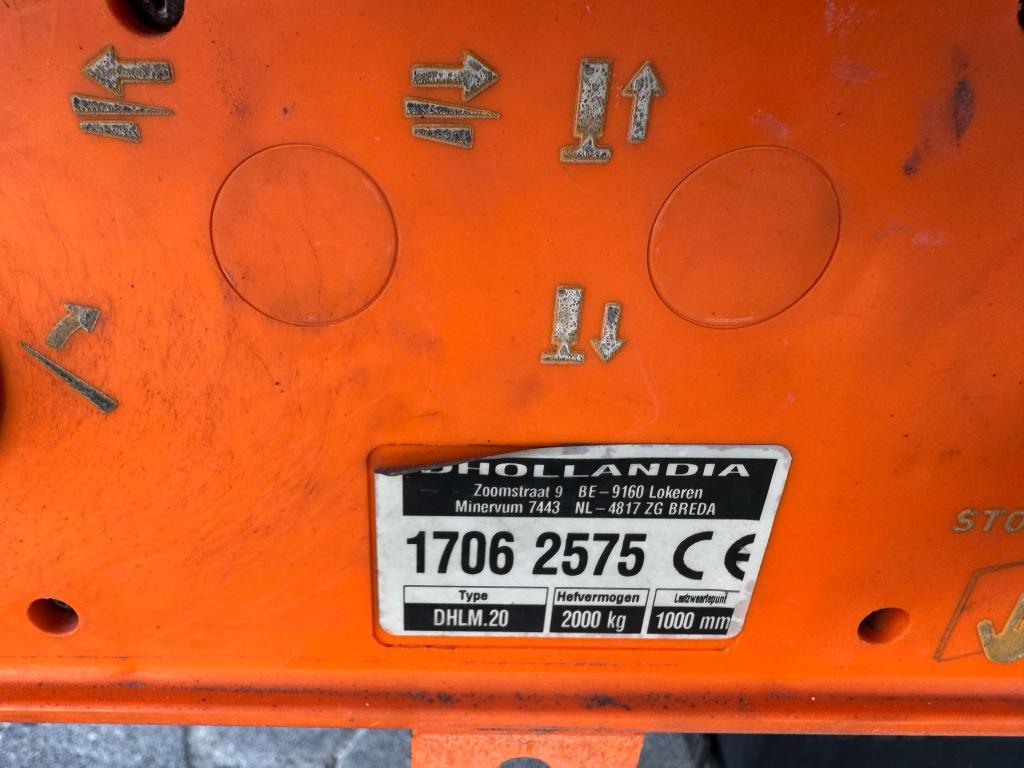 DHOLLANDIA
Zoomstraat 9 BE-9160 Lokeren
Minervum 7443 NL-4817 ZG BREDA
1706 2575 CE
Type Hefvermogen Lastzwaartepunt
DHLM.20 2000 kg 1000 mm